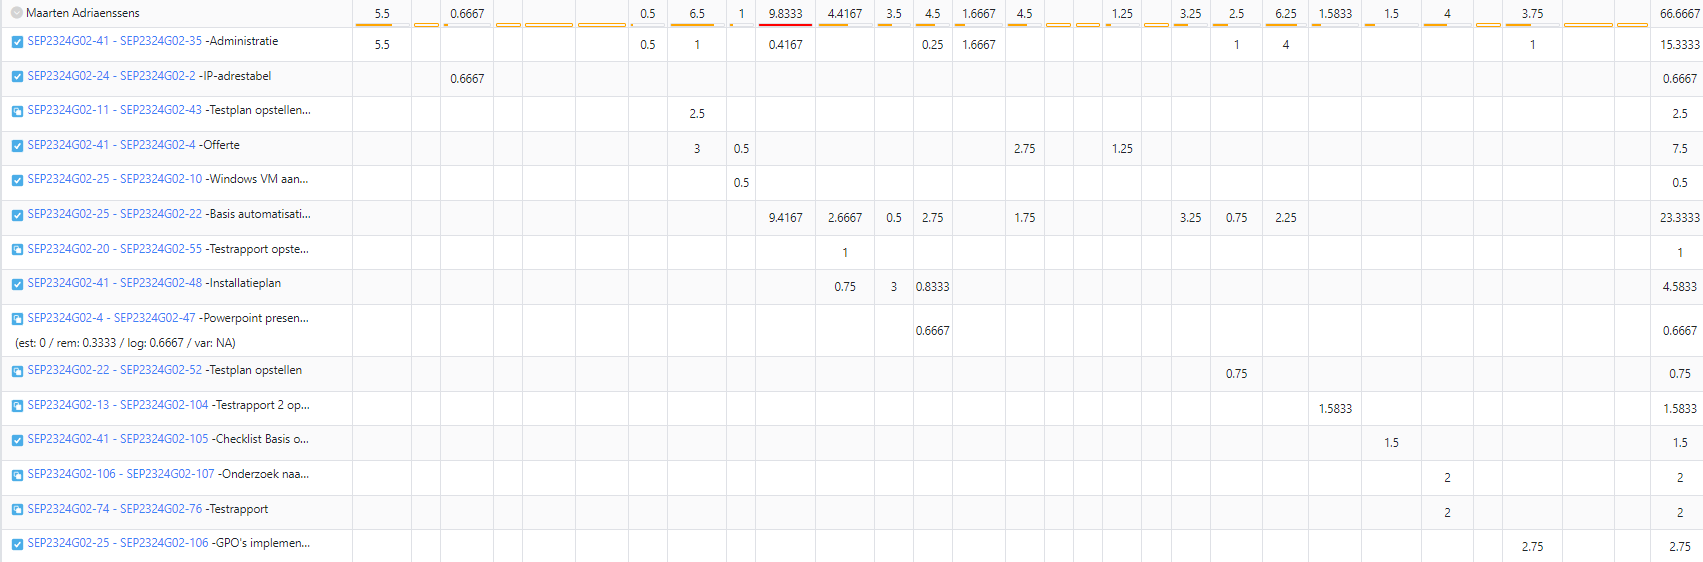 Maarten Adriaenssens 5.5 0.6667 0.5 6.5 1 9.8333 4.4167 3.5 4.5 1.6667 4.5 1.25 3.25 2.5 6.25 1.5833 1.5 4 3.75 66.6667
SEP2324G02-41 - SEP2324G02-35 -Administratie 5.5 0.5 1 0.4167 0.25 1.6667 1 4 1 15.3333
SEP2324G02-24 - SEP2324G02-2 -IP-adrestabel 0.6667 0.6667
SEP2324G02-11 - SEP2324G02-43 -Testplan opstellen... 2.5 2.5
SEP2324G02-41 - SEP2324G02-4 -Offerte 3 0.5 2.75 1.25 7.5
SEP2324G02-25 - SEP2324G02-10 -Windows VM aan... 0.5 0.5
SEP2324G02-25 - SEP2324G02-22 -Basis automatisati... 9.4167 2.6667 0.5 2.75 1.75 3.25 0.75 2.25 23.3333
SEP2324G02-20 - SEP2324G02-55 -Testrapport opste... 1 1
SEP2324G02-41 - SEP2324G02-48 -Installatieplan 0.75 3 0.8333 4.5833
SEP2324G02-4 - SEP2324G02-47 -Powerpoint presen... 0.6667 0.6667
(est: 0 / rem: 0.3333 / log: 0.6667 / var: NA)
SEP2324G02-22 - SEP2324G02-52 -Testplan opstellen 0.75 0.75
SEP2324G02-13 - SEP2324G02-104 -Testrapport 2 op... 1.5833 1.5833
SEP2324G02-41 - SEP2324G02-105 -Checklist Basis o... 1.5 1.5
SEP2324G02-106 - SEP2324G02-107 -Onderzoek naa... 2 2
SEP2324G02-74 - SEP2324G02-76 -Testrapport 2 2
SEP2324G02-25 - SEP2324G02-106 -GPO's implemen... 2.75 2.75